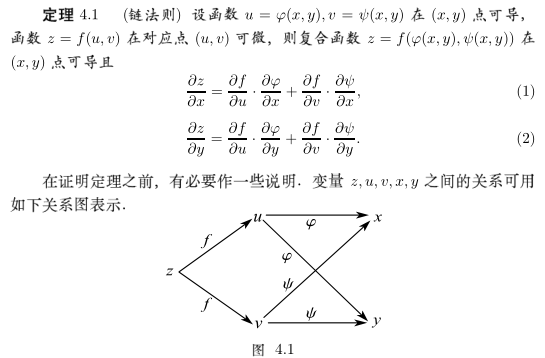 定理 4.1 (链法则) 设函数 u = φ(x, y), v = ψ(x, y) 在 (x, y) 点可导,
函数 z = f(u, v) 在对应点 (u, v) 可微, 则复合函数 z = f(φ(x, y), ψ(x, y)) 在
(x, y) 点可导且
∂z/∂x = ∂f/∂u · ∂φ/∂x + ∂f/∂v · ∂ψ/∂x, (1)
∂z/∂y = ∂f/∂u · ∂φ/∂y + ∂f/∂v · ∂ψ/∂y. (2)
在证明定理之前, 有必要作一些说明. 变量 z, u, v, x, y 之间的关系可用
如下关系图表示.
u φ x
f φ
z ψ
f
v ψ y
图 4.1